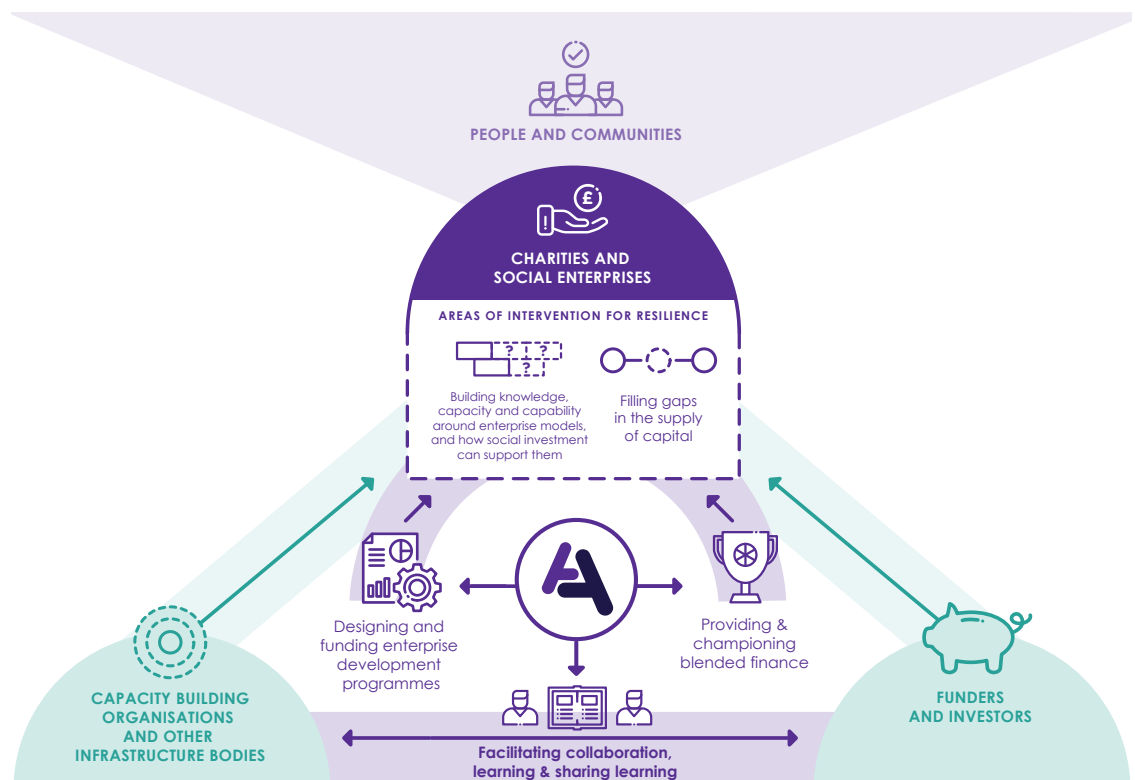 PEOPLE AND COMMUNITIES
£
CHARITIES AND
SOCIAL ENTERPRISES
AREAS OF INTERVENTION FOR RESILIENCE
? ?
?
Building knowledge,
capacity and capability
around enterprise models,
and how social investment
can support them
Filling gaps
in the supply
of capital
Designing and
funding enterprise
development
programmes
Providing &
championing
blended finance
CAPACITY BUILDING
ORGANISATIONS
AND OTHER
INFRASTRUCTURE BODIES
FUNDERS
AND INVESTORS
Facilitating collaboration,
learning & sharing learning